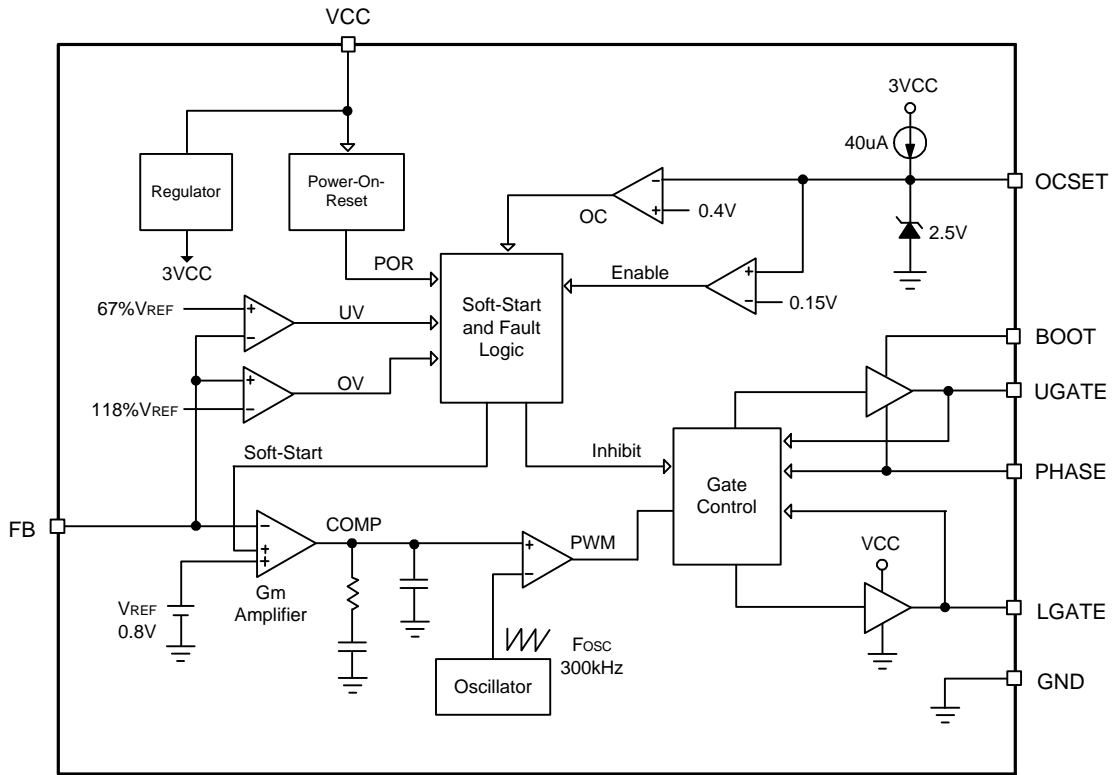 VCC
3VCC
40uA
Regulator
Power-On-
Reset
OCSET
OC
0.4V
2.5V
3VCC
POR
Enable
0.15V
Soft-Start
and Fault
Logic
67%VREF
UV
BOOT
OV
UGATE
118%VREF
Soft-Start
Inhibit
PHASE
Gate
Control
FB
COMP
PWM
VCC
Gm
Amplifier
VREF
0.8V
LGATE
FOSC
300kHz
Oscillator
GND